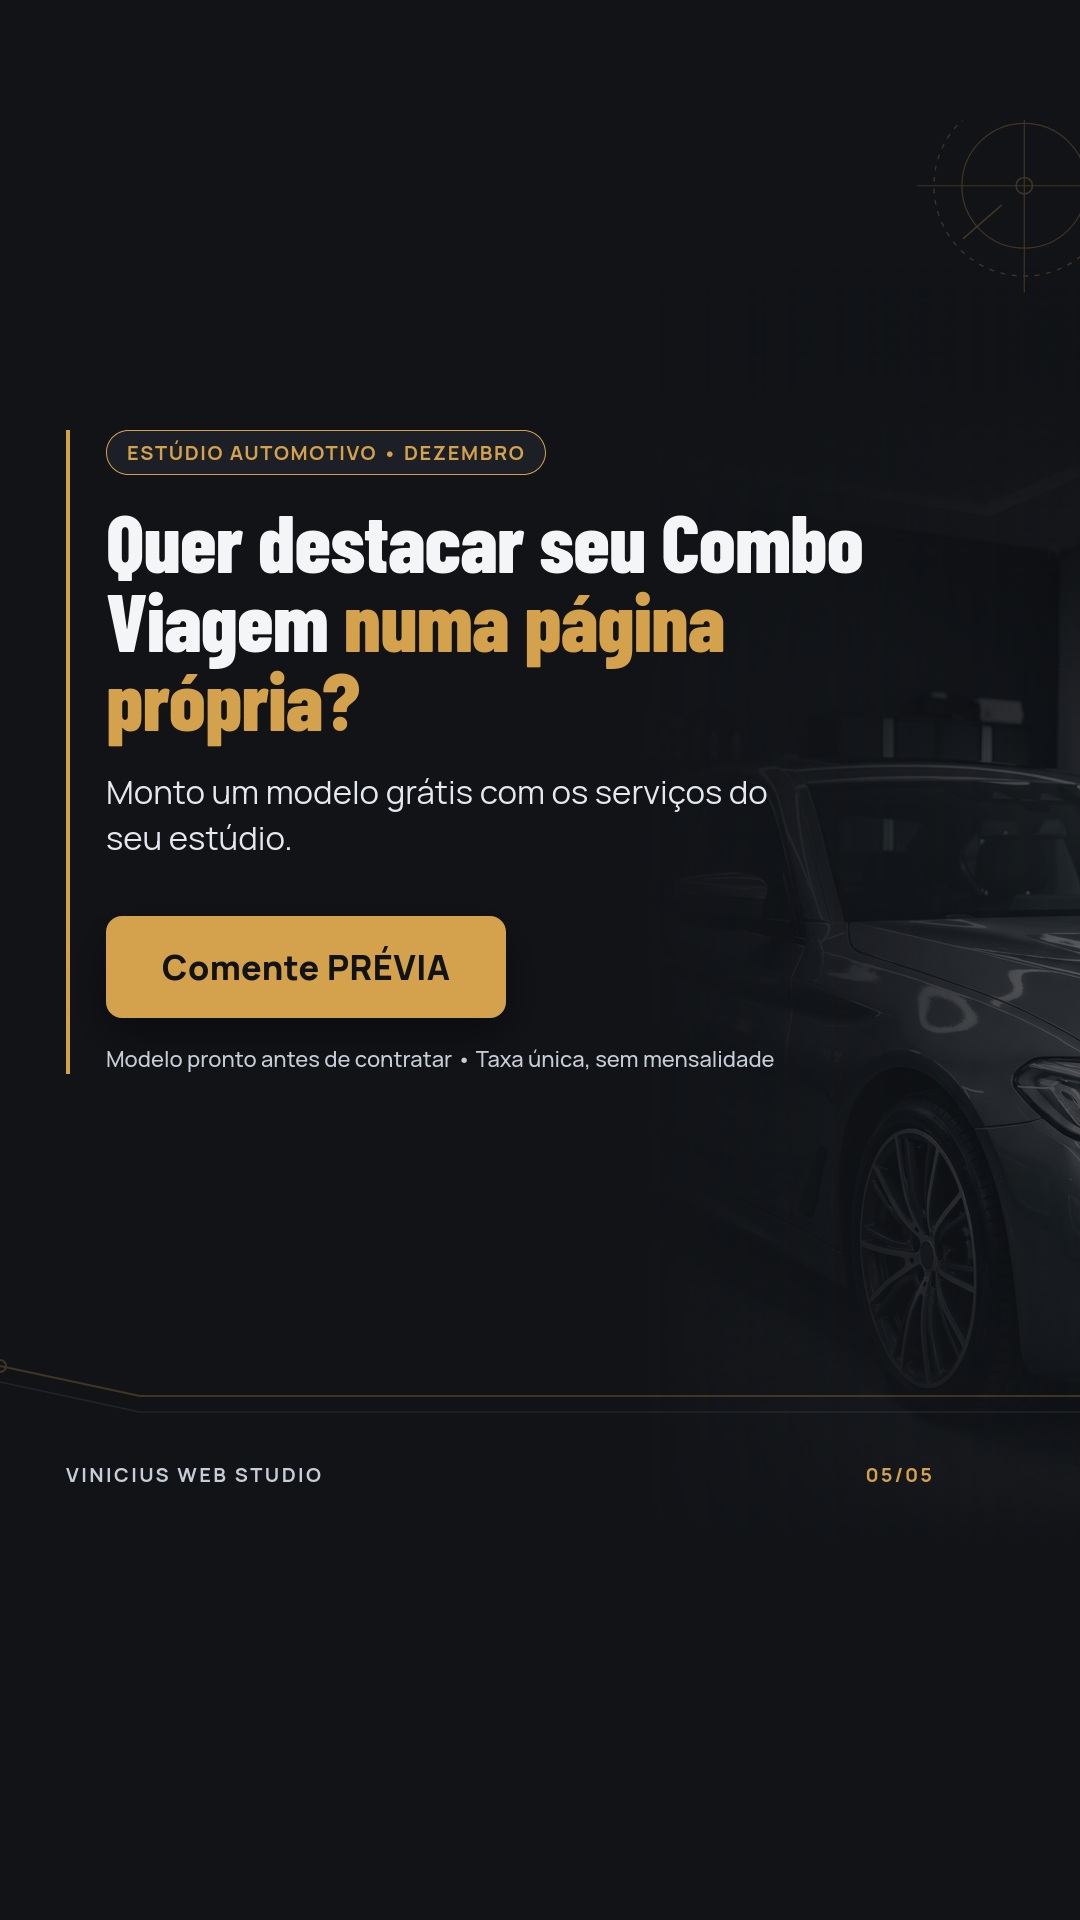 ESTÚDIO AUTOMOTIVO • DEZEMBRO
Quer destacar seu Combo
Viagem numa página
própria?
Monto um modelo grátis com os serviços do
seu estúdio.
Comente PRÉVIA
Modelo pronto antes de contratar • Taxa única, sem mensalidade
VINICIUS WEB STUDIO
05/05